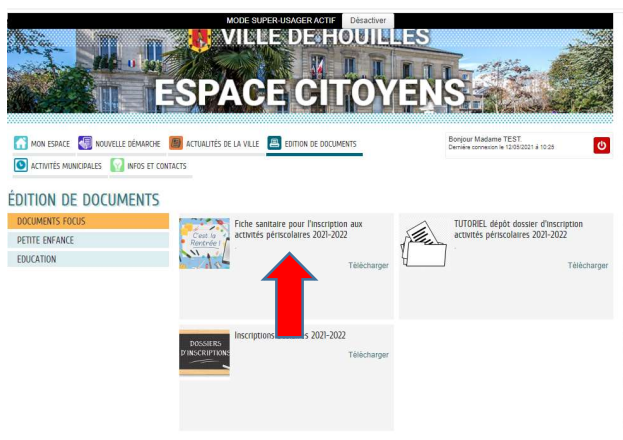 MODE SUPER-USAGER ACTIF Désactiver
VILLE DE HOUILLES
ESPACE CITOYENS
MON ESPACE NOUVELLE DÉMARCHE ACTUALITÉS DE LA VILLE EDITION DE DOCUMENTS
Bonjour Madame TEST.
Dernière connexion le 12/05/2021 à 10:26
ACTIVITÉS MUNICIPALES INFOS ET CONTACTS
ÉDITION DE DOCUMENTS
DOCUMENTS FOCUS
PETITE ENFANCE
EDUCATION
C'est la
Rentrée !
Fiche sanitaire pour l'inscription aux
activités périscolaires 2021-2022
Télécharger
TUTORIEL dépôt dossier d'inscription
activités périscolaires 2021-2022
Télécharger
DOSSIERS
D'INSCRIPTIONS
Inscriptions 2021-2022
Télécharger